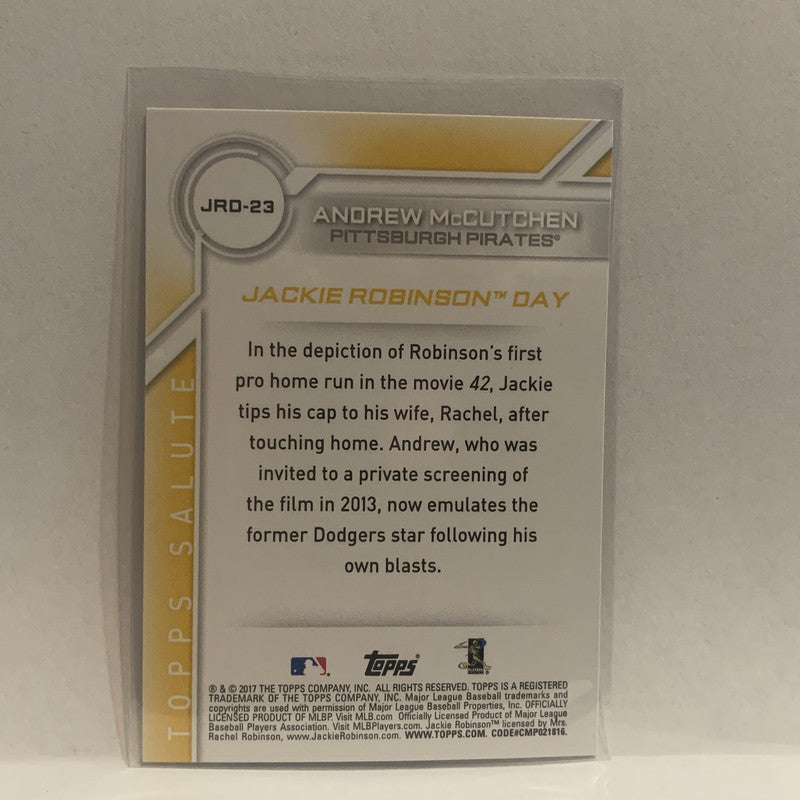 JRD-23
ANDREW McCUTCHEN
PITTSBURGH PIRATES®
JACKIE ROBINSON™ DAY
In the depiction of Robinson's first
pro home run in the movie 42, Jackie
tips his cap to his wife, Rachel, after
touching home. Andrew, who was
invited to a private screening of
the film in 2013, now emulates the
former Dodgers star following his
own blasts.
TOPPS SALUTE
Topps
® & © 2017 THE TOPPS COMPANY, INC. ALL RIGHTS RESERVED. TOPPS IS A REGISTERED
TRADEMARK OF THE TOPPS COMPANY, INC. Major League Baseball trademarks and
copyrights are used with permission of Major League Baseball Properties, Inc. OFFICIALLY
LICENSED PRODUCT OF MLBP. Visit MLB.com Officially Licensed Product of Major League
Baseball Players Association. Visit MLBPlayers.com. Jackie Robinson™ licensed by Mrs.
Rachel Robinson, www.JackieRobinson.com. WWW.TOPPS.COM. CODE#CMP021816.